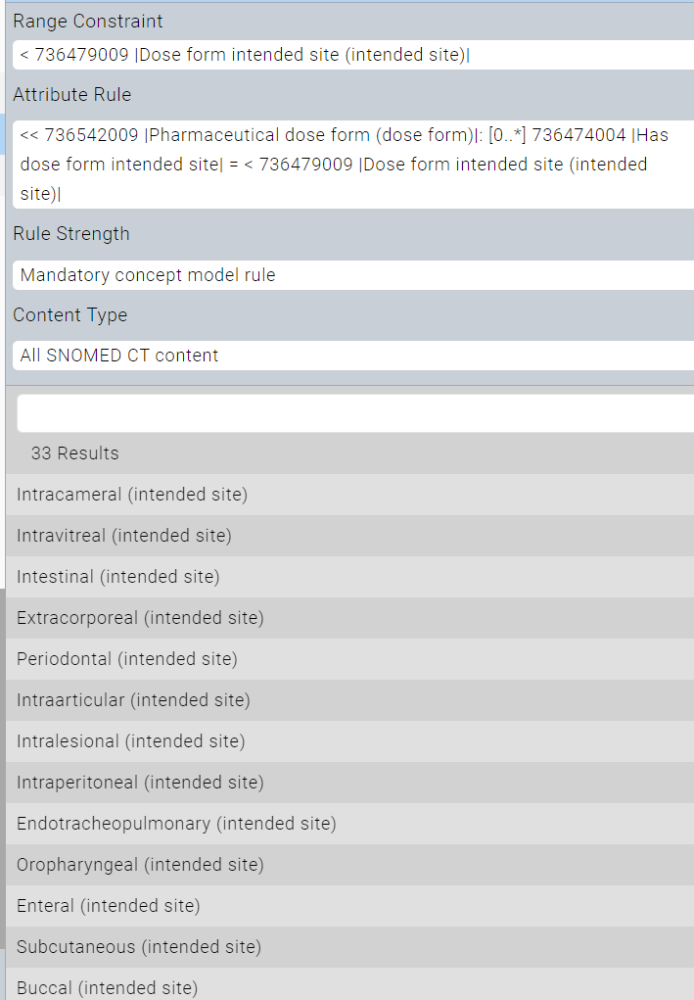 Range Constraint
< 736479009 |Dose form intended site (intended site)|
Attribute Rule
<< 736542009 |Pharmaceutical dose form (dose form)|: [0..*] 736474004 |Has
dose form intended site| = < 736479009 |Dose form intended site (intended
site)|
Rule Strength
Mandatory concept model rule
Content Type
All SNOMED CT content
33 Results
Intracameral (intended site)
Intravitreal (intended site)
Intestinal (intended site)
Extracorporeal (intended site)
Periodontal (intended site)
Intraarticular (intended site)
Intralesional (intended site)
Intraperitoneal (intended site)
Endotracheopulmonary (intended site)
Oropharyngeal (intended site)
Enteral (intended site)
Subcutaneous (intended site)
Buccal (intended site)